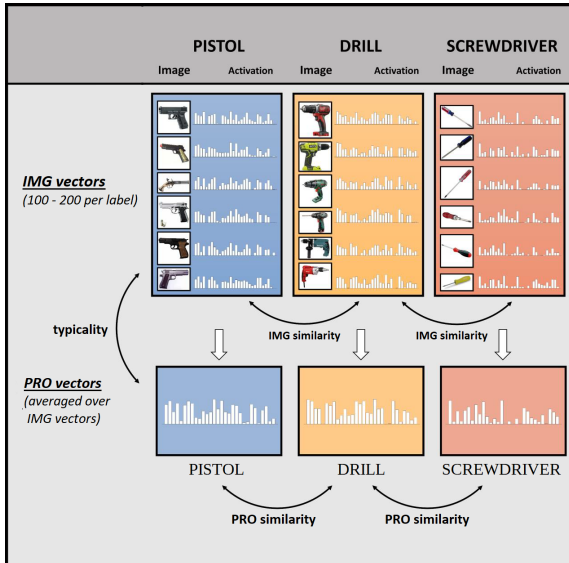 PISTOL DRILL SCREWDRIVER
Image Activation Image Activation Image Activation
IMG vectors
(100 - 200 per label)
IMG similarity IMG similarity
typicality
PRO vectors
(averaged over
IMG vectors)
PISTOL DRILL SCREWDRIVER
PRO similarity PRO similarity